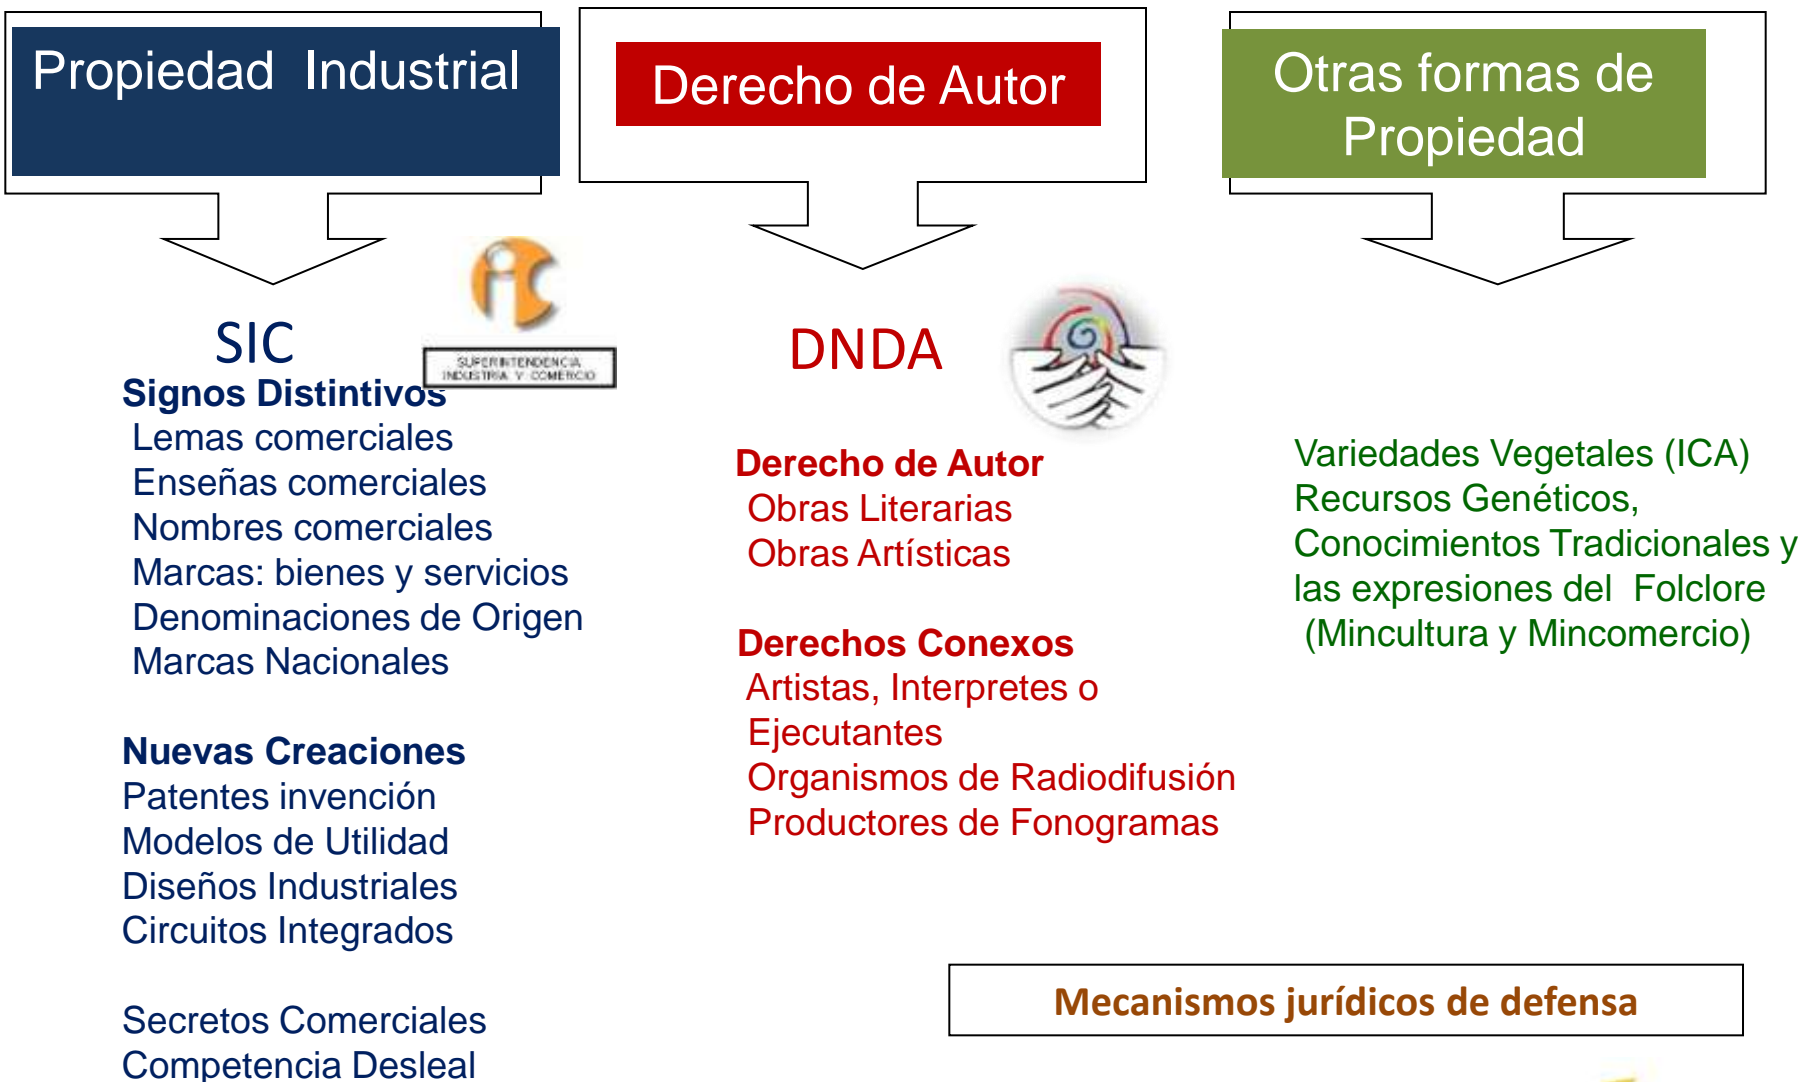 Propiedad Industrial
SIC
SUPERINTENDENCIA
INDUSTRIA Y COMERCIO
Signos Distintivos
Lemas comerciales
Enseñas comerciales
Nombres comerciales
Marcas: bienes y servicios
Denominaciones de Origen
Marcas Nacionales
Nuevas Creaciones
Patentes invención
Modelos de Utilidad
Diseños Industriales
Circuitos Integrados
Secretos Comerciales
Competencia Desleal
Derecho de Autor
DNDA
Derecho de Autor
Obras Literarias
Obras Artísticas
Derechos Conexos
Artistas, Interpretes o
Ejecutantes
Organismos de Radiodifusión
Productores de Fonogramas
Otras formas de
Propiedad
Variedades Vegetales (ICA)
Recursos Genéticos,
Conocimientos Tradicionales y
las expresiones del Folclore
(Mincultura y Mincomercio)
Mecanismos jurídicos de defensa